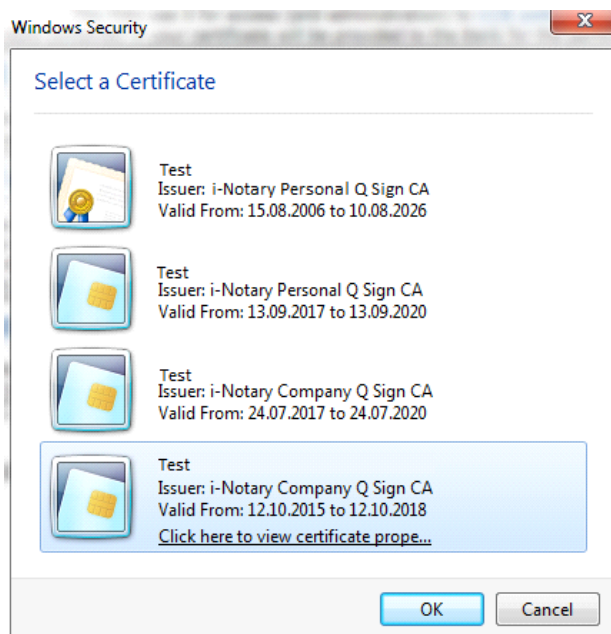 Windows Security
Select a Certificate
Test
Issuer: i-Notary Personal Q Sign CA
Valid From: 15.08.2006 to 10.08.2026
Test
Issuer: i-Notary Personal Q Sign CA
Valid From: 13.09.2017 to 13.09.2020
Test
Issuer: i-Notary Company Q Sign CA
Valid From: 24.07.2017 to 24.07.2020
Test
Issuer: i-Notary Company Q Sign CA
Valid From: 12.10.2015 to 12.10.2018
Click here to view certificate prope...
OK Cancel